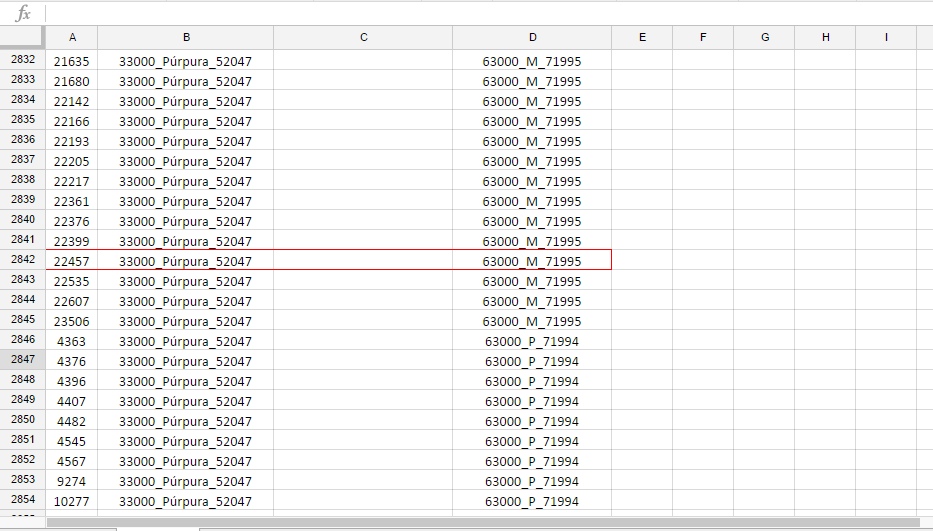 fx
A B C D E F G H I
2832 21635 33000_Púrpura_52047 63000_M_71995
2833 21680 33000_Púrpura_52047 63000_M_71995
2834 22142 33000_Púrpura_52047 63000_M_71995
2835 22166 33000_Púrpura_52047 63000_M_71995
2836 22193 33000_Púrpura_52047 63000_M_71995
2837 22205 33000_Púrpura_52047 63000_M_71995
2838 22217 33000_Púrpura_52047 63000_M_71995
2839 22361 33000_Púrpura_52047 63000_M_71995
2840 22376 33000_Púrpura_52047 63000_M_71995
2841 22399 33000_Púrpura_52047 63000_M_71995
2842 22457 33000_Púrpura_52047 63000_M_71995
2843 22535 33000_Púrpura_52047 63000_M_71995
2844 22607 33000_Púrpura_52047 63000_M_71995
2845 23506 33000_Púrpura_52047 63000_M_71995
2846 4363 33000_Púrpura_52047 63000_P_71994
2847 4376 33000_Púrpura_52047 63000_P_71994
2848 4396 33000_Púrpura_52047 63000_P_71994
2849 4407 33000_Púrpura_52047 63000_P_71994
2850 4482 33000_Púrpura_52047 63000_P_71994
2851 4545 33000_Púrpura_52047 63000_P_71994
2852 4567 33000_Púrpura_52047 63000_P_71994
2853 9274 33000_Púrpura_52047 63000_P_71994
2854 10277 33000_Púrpura_52047 63000_P_71994